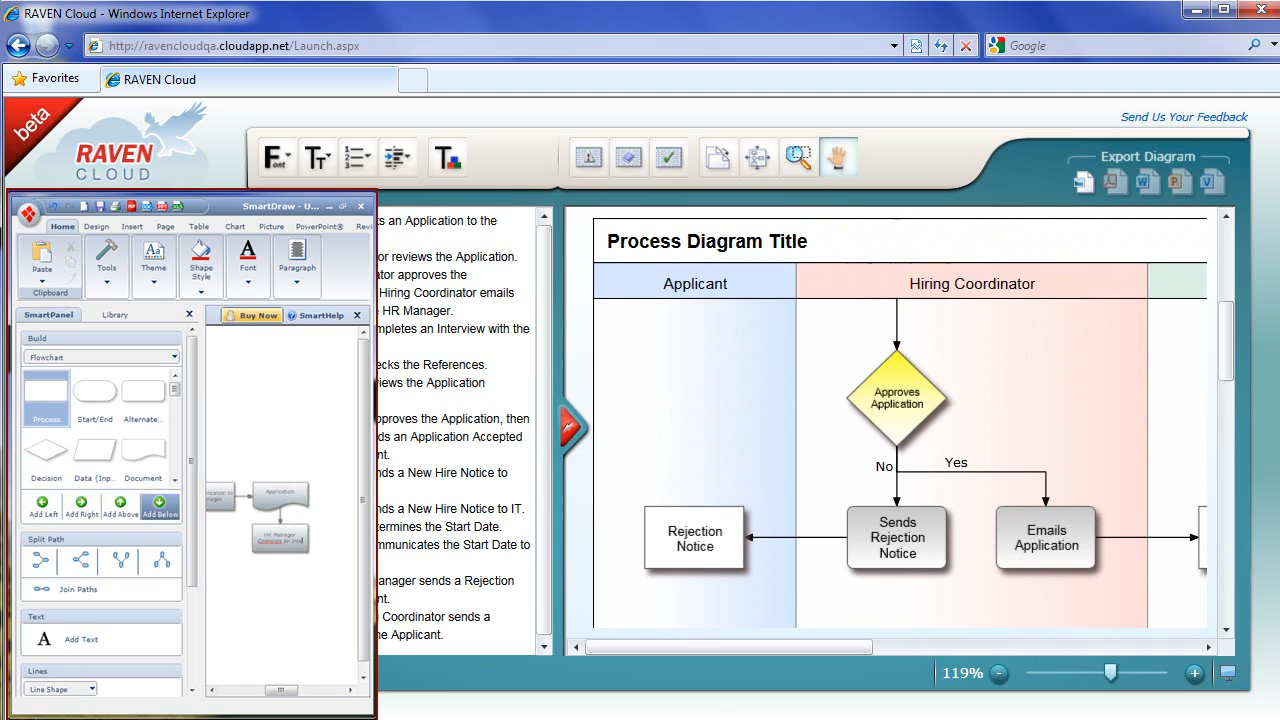 RAVEN Cloud - Windows Internet Explorer
http://ravencloudqa.cloudapp.net/Launch.aspx
Google
Favorites
RAVEN Cloud
beta
RAVEN
CLOUD
Font
Send Us Your Feedback
Export Diagram
SmartDraw - U...
Home Design Insert Page Table Chart Picture PowerPoint® Revi
Paste
Tools
Theme
Shape
Style
Font
Paragraph
Clipboard
SmartPanel
Library
Buy Now
SmartHelp
Build
Flowchart
Process
Start/End
Alternate...
Decision
Data (Inp...
Document
Add Left
Add Right
Add Above
Add Below
Split Path
Join Paths
Text
A
Add Text
Lines
Line Shape
Application
HR Manager
ts an Application to the
or reviews the Application.
ator approves the
Hiring Coordinator emails
HR Manager.
mpletes an Interview with the
ecks the References.
views the Application
pproves the Application, then
ds an Application Accepted
nt.
nds a New Hire Notice to
nds a New Hire Notice to IT.
termines the Start Date.
mmunicates the Start Date to
anager sends a Rejection
nt.
Coordinator sends a
he Applicant.
Process Diagram Title
Applicant
Hiring Coordinator
Approves
Application
No
Yes
Rejection
Notice
Sends
Rejection
Notice
Emails
Application
119%